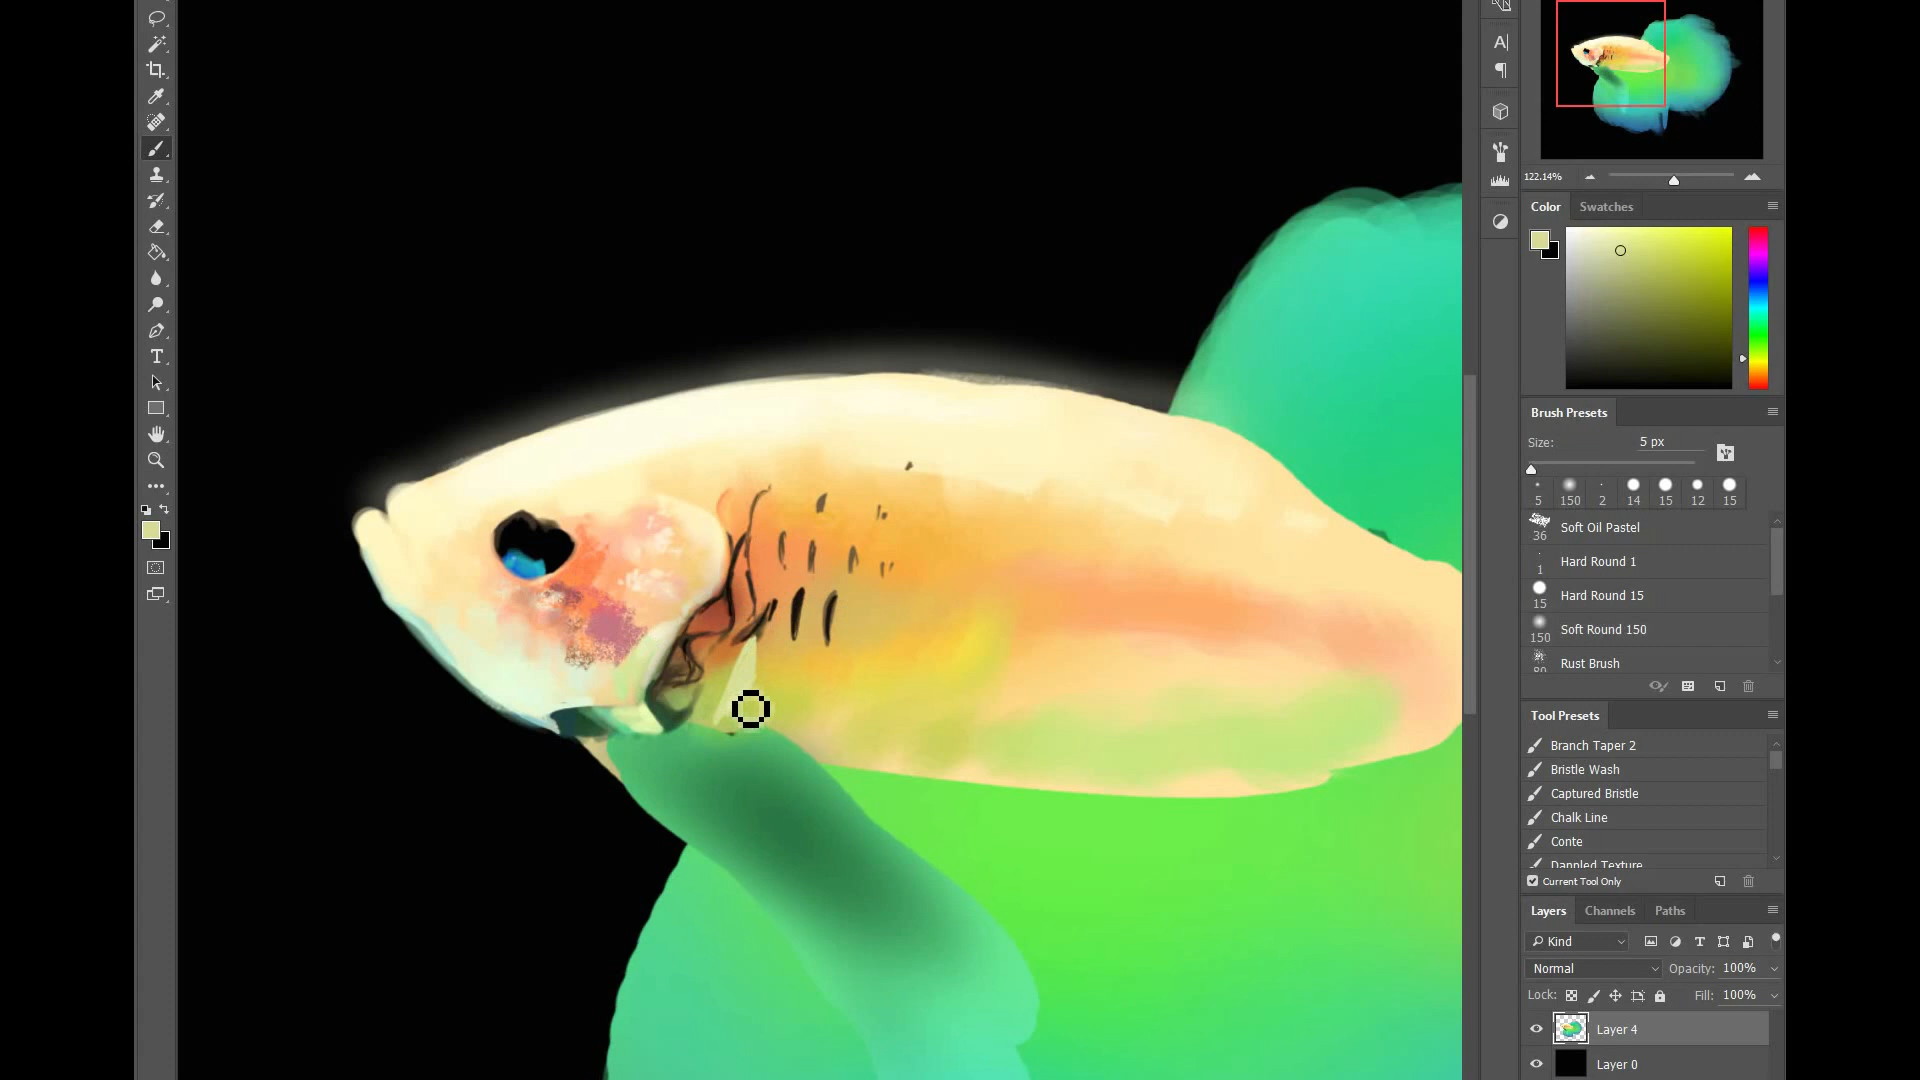 122.14%
Color Swatches
Brush Presets
Size: 5 px
5 150 2 14 15 12 15
Soft Oil Pastel
36
Hard Round 1
1
Hard Round 15
15
Soft Round 150
150
Rust Brush
80
Tool Presets
Branch Taper 2
Bristle Wash
Captured Bristle
Chalk Line
Conte
Dappled Texture
Current Tool Only
Layers Channels Paths
Kind
Normal Opacity: 100%
Lock: Fill: 100%
Layer 4
Layer 0